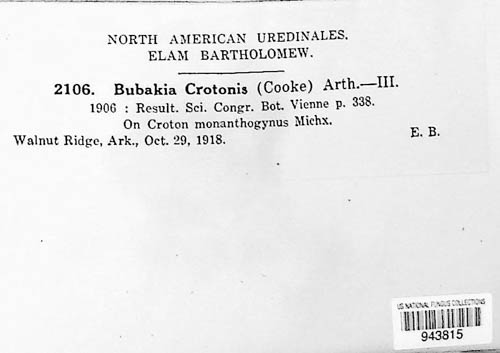 NORTH AMERICAN UREDINALES.
ELAM BARTHOLOMEW.
2106. Bubakia Crotonis (Cooke) Arth.—III.
1906 : Result. Sci. Congr. Bot. Vienne p. 338.
On Croton monanthogynus Michx.
Walnut Ridge, Ark., Oct. 29, 1918. E. B.
US NATIONAL FUNGUS COLLECTIONS
943815